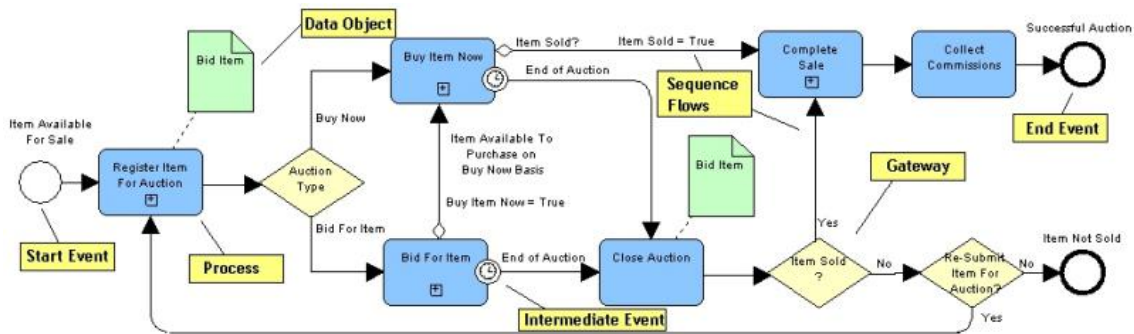 Data Object
Bid Item
Item Available
For Sale
Register Item
For Auction
Start Event
Process
Buy Now
Auction
Type
Bid For Item
Buy Item Now
Item Sold?
Item Sold = True
End of Auction
Item Available To
Purchase on
Buy Now Basis
Buy Item Now = True
Bid For Item
End of Auction
Intermediate Event
Sequence
Flows
Bid Item
Close Auction
Complete
Sale
Collect
Commissions
Successful Auction
End Event
Gateway
Yes
Item Sold
?
No
Re-Submit
Item For
Auction?
No
Yes
Item Not Sold